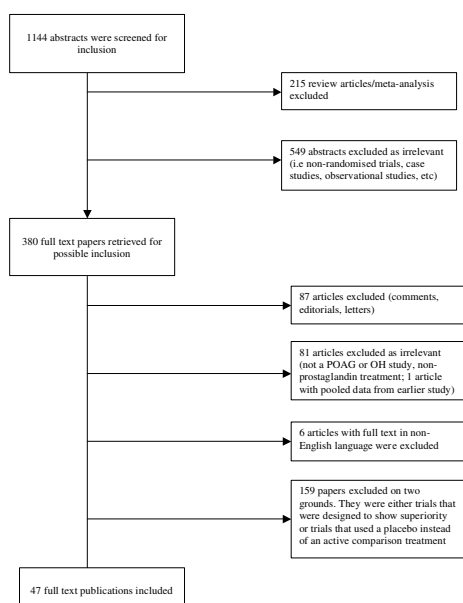 1144 abstracts were screened for
inclusion
215 review articles/meta-analysis
excluded
549 abstracts excluded as irrelevant
(i.e non-randomised trials, case
studies, observational studies, etc)
380 full text papers retrieved for
possible inclusion
87 articles excluded (comments,
editorials, letters)
81 articles excluded as irrelevant
(not a POAG or OH study, non-
prostaglandin treatment; 1 article
with pooled data from earlier study)
6 articles with full text in non-
English language were excluded
159 papers excluded on two
grounds. They were either trials that
were designed to show superiority
or trials that used a placebo instead
of an active comparison treatment
47 full text publications included